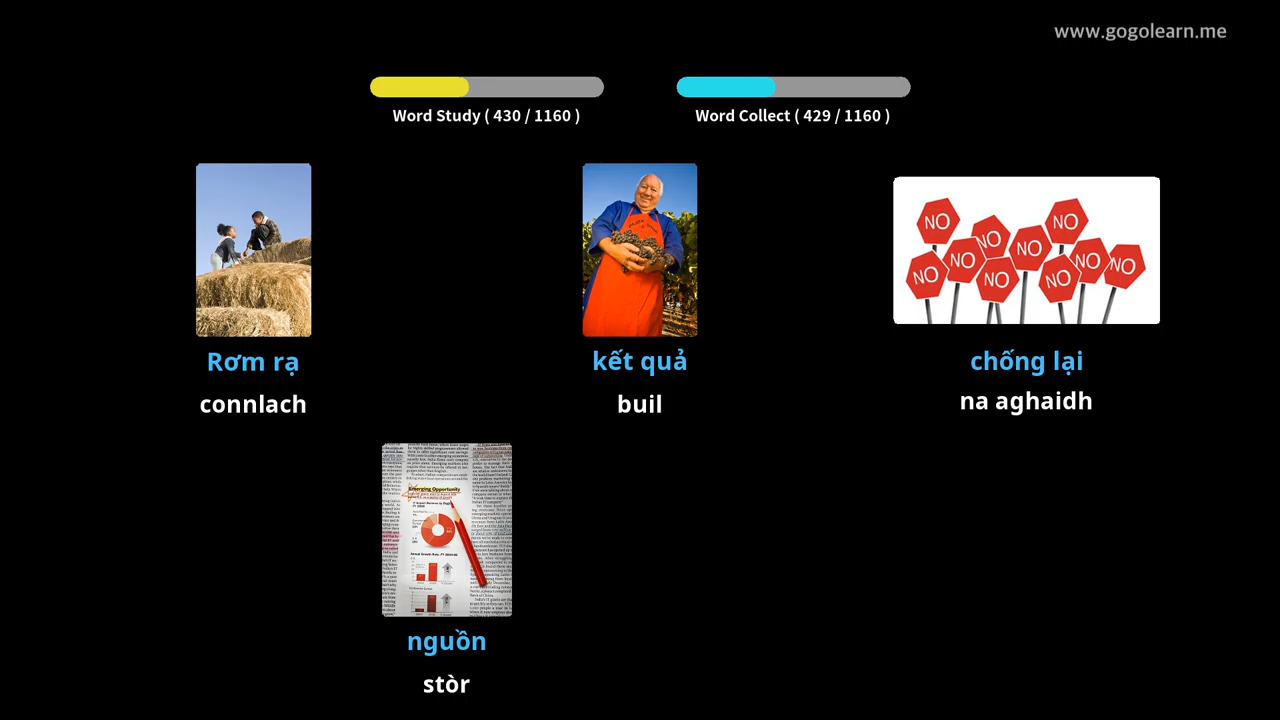 www.gogolearn.me
Word Study ( 430 / 1160 )
Word Collect ( 429 / 1160 )
NO
NO
NO
NO
NO
NO
NO
NO
NO
NO
Rơm rạ
kết quả
chống lại
connlach
buil
na aghaidh
Emerging Opportunity
nguồn
stòr